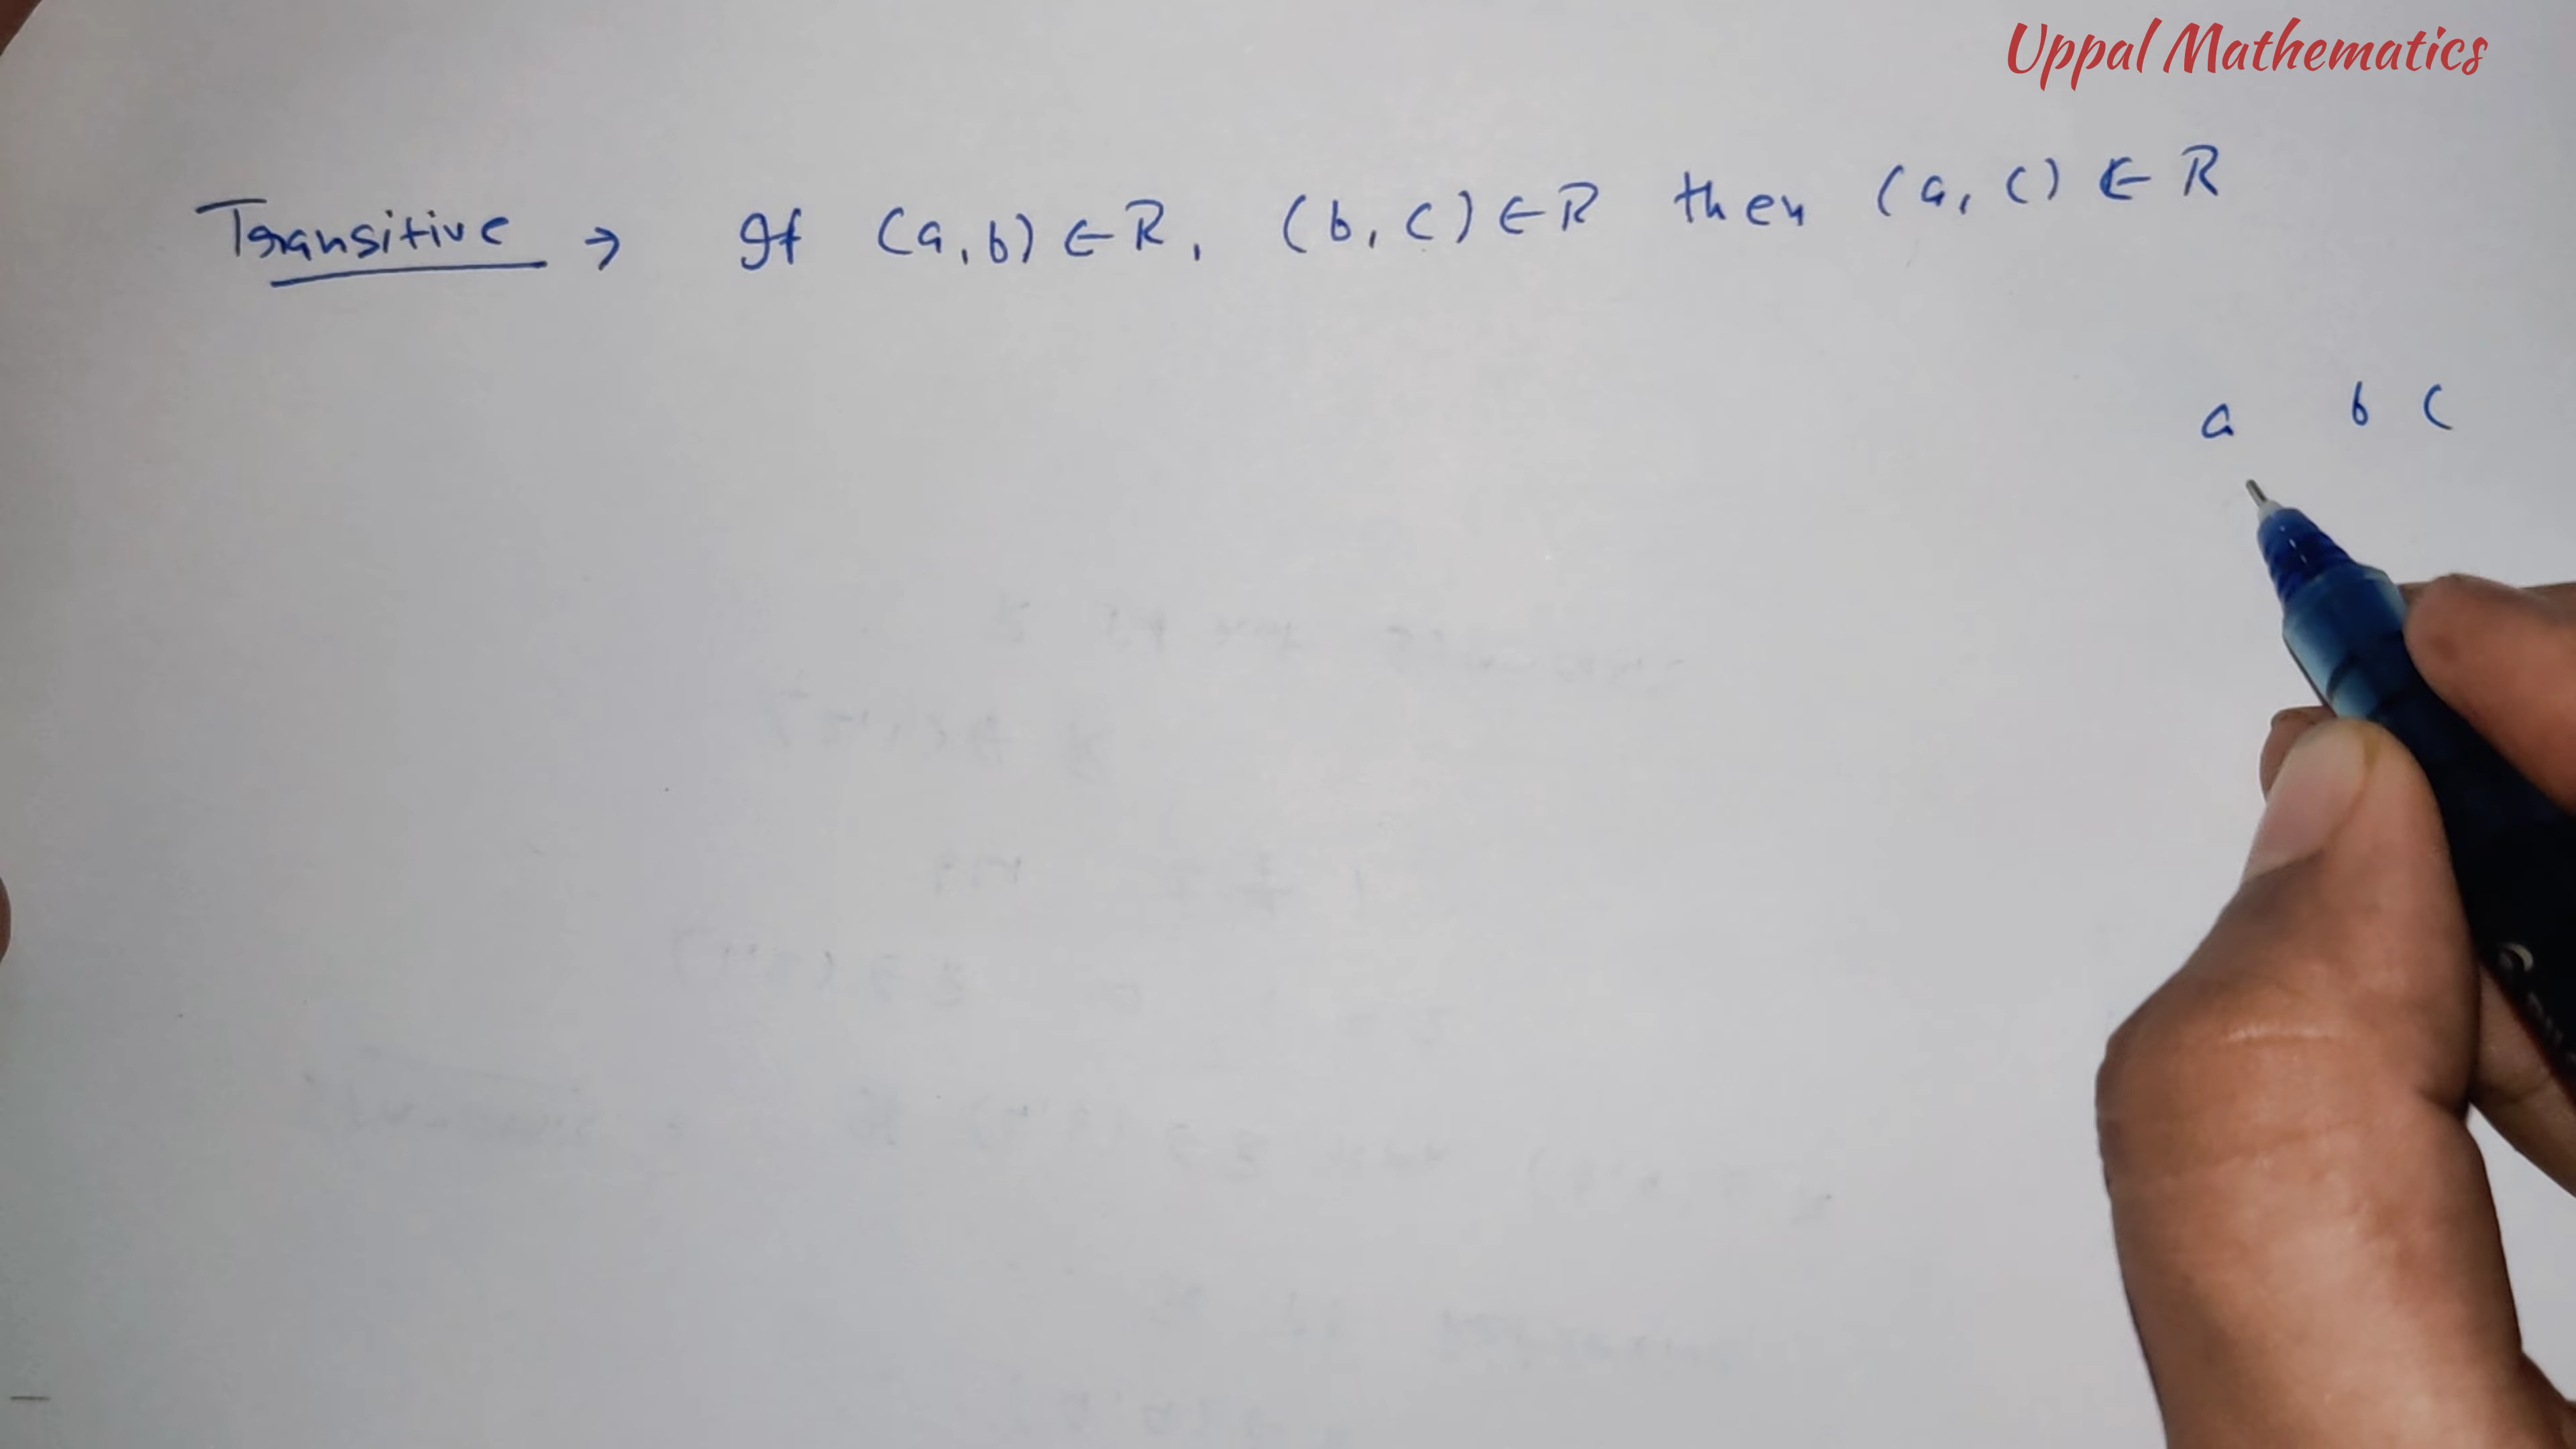 Uppal Mathematics
Transitive → If (a, b) ∈ R, (b, c) ∈ R then (a, c) ∈ R
a b c